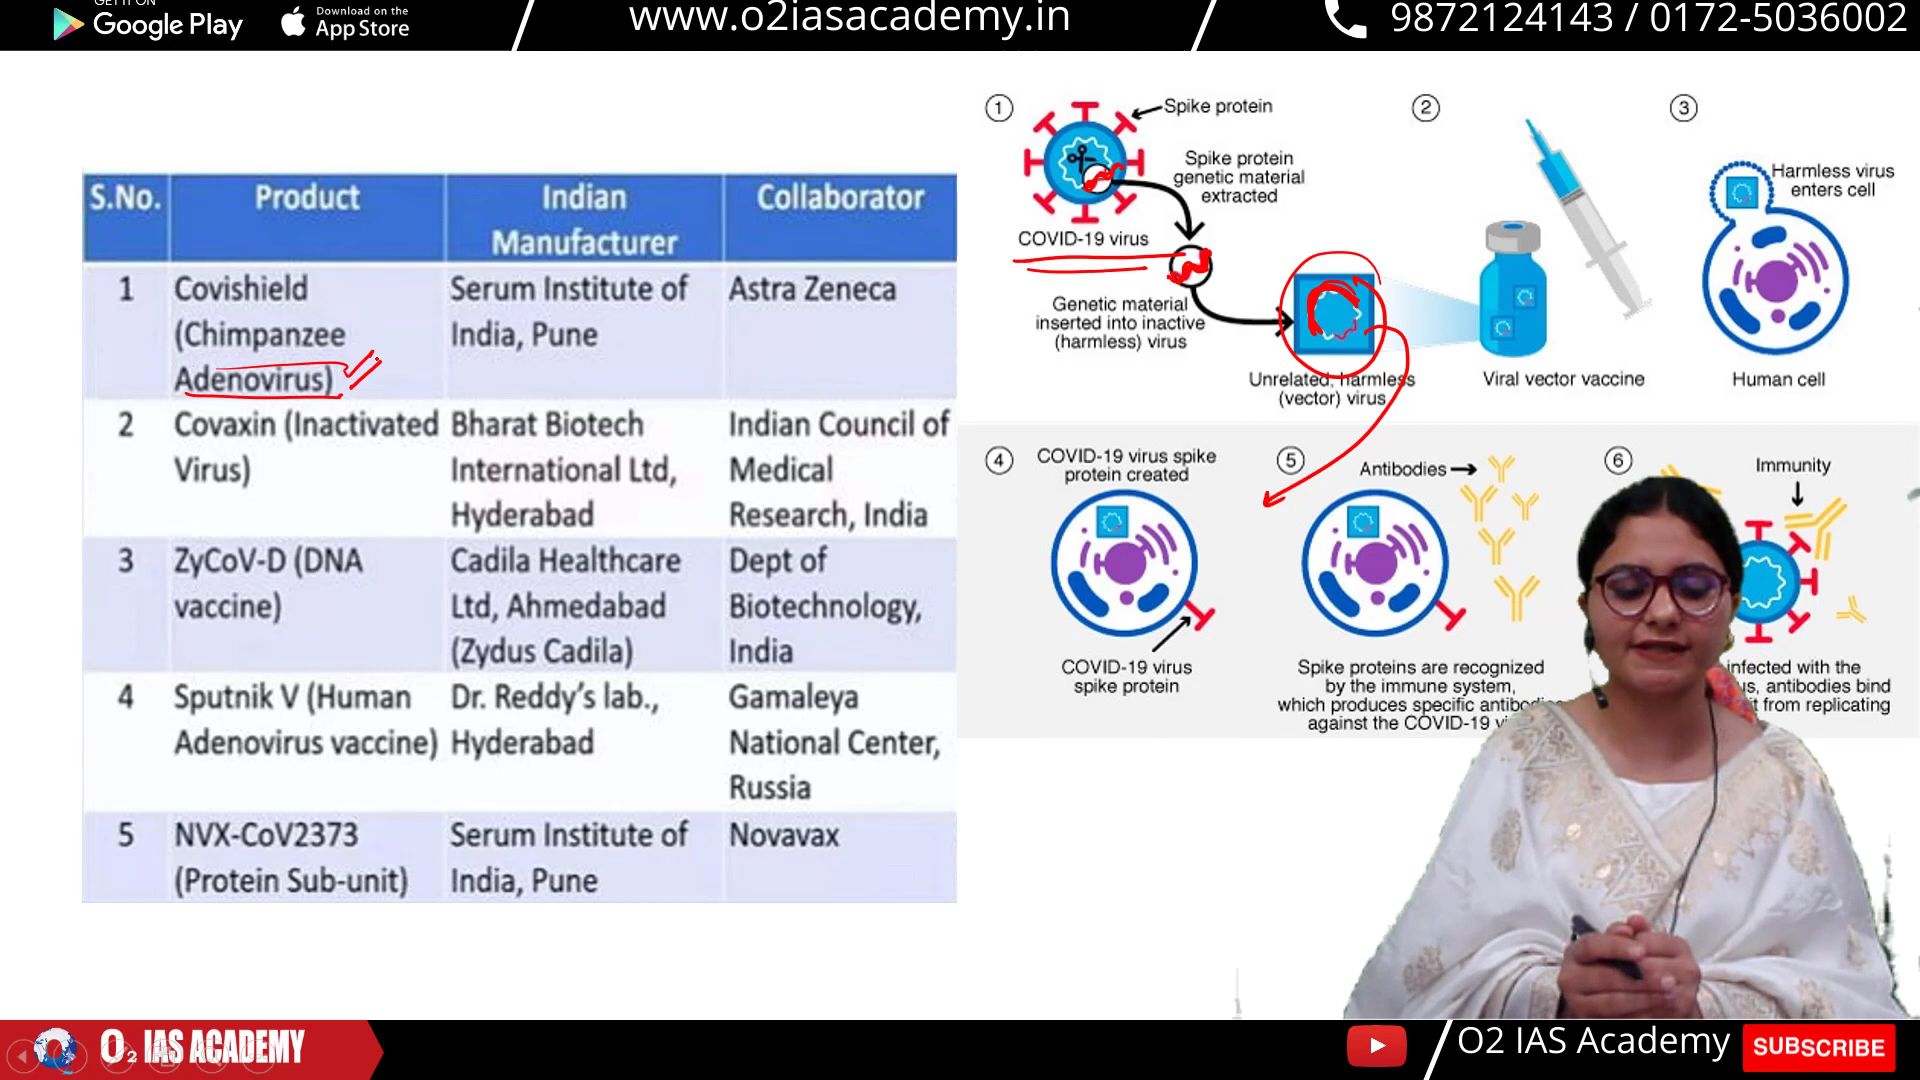 GET IT ON
Google Play
Download on the
App Store
www.o2iasacademy.in
9872124143 / 0172-5036002
S.No.
Product
Indian
Manufacturer
Collaborator
1
Covishield
(Chimpanzee
Adenovirus)
Serum Institute of
India, Pune
Astra Zeneca
2
Covaxin (Inactivated
Virus)
Bharat Biotech
International Ltd,
Hyderabad
Indian Council of
Medical
Research, India
3
ZyCoV-D (DNA
vaccine)
Cadila Healthcare
Ltd, Ahmedabad
(Zydus Cadila)
Dept of
Biotechnology,
India
4
Sputnik V (Human
Adenovirus vaccine)
Dr. Reddy's lab.,
Hyderabad
Gamaleya
National Center,
Russia
5
NVX-CoV2373
(Protein Sub-unit)
Serum Institute of
India, Pune
Novavax
1
Spike protein
Spike protein
genetic material
extracted
COVID-19 virus
Genetic material
inserted into inactive
(harmless) virus
Unrelated, harmless
(vector) virus
2
Viral vector vaccine
3
Harmless virus
enters cell
Human cell
4
COVID-19 virus spike
protein created
COVID-19 virus
spike protein
5
Antibodies
Spike proteins are recognized
by the immune system,
which produces specific
against the COVID-19
6
Immunity
infected with the
antibodies bind
it from replicating
O2 IAS ACADEMY
O2 IAS Academy
SUBSCRIBE